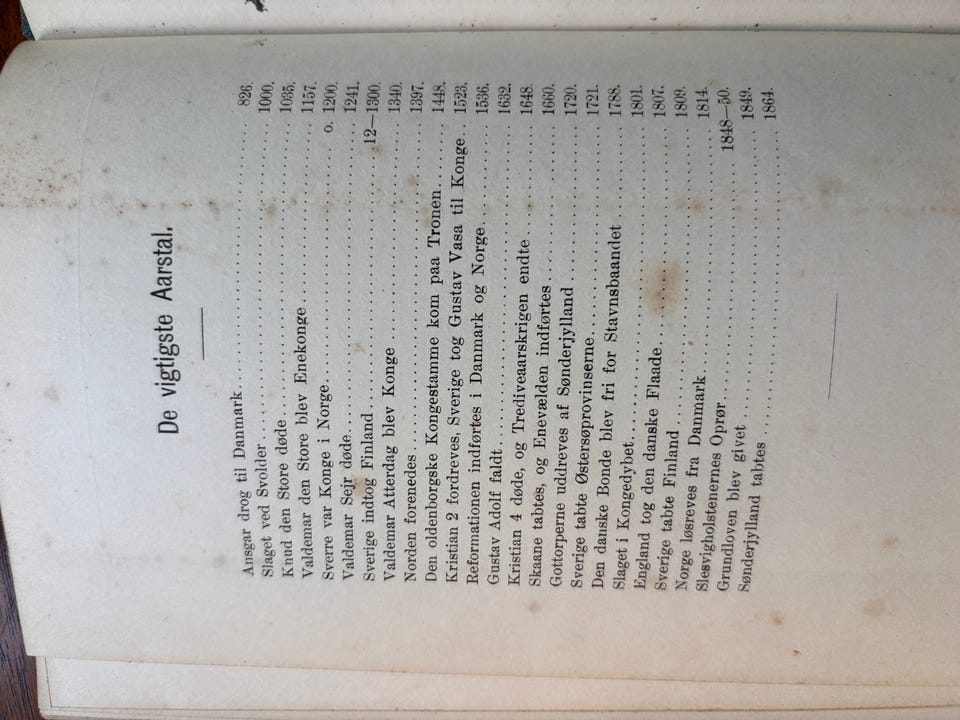 De vigtigste Aarstal.
Ansgar drog til Danmark........................... 826.
Slaget ved Svolder................................ 1000.
Knud den Store døde............................... 1035.
Valdemar den Store blev Enekonge.................. 1157.
Sverre var Konge i Norge.......................... o. 1200.
Valdemar Sejr døde................................ 1241.
Sverige indtog Finland............................ 12—1300.
Valdemar Atterdag blev Konge...................... 1340.
Norden forenedes.................................. 1397.
Den oldenborgske Kongestamme kom paa Tronen....... 1448.
Kristian 2 fordreves, Sverige tog Gustav Vasa til Konge.. 1523.
Reformationen indførtes i Danmark og Norge........ 1536.
Gustav Adolf faldt................................ 1632.
Kristian 4 døde, og Trediveaarskrigen endte....... 1648.
Skaane tabtes, og Enevælden indførtes............. 1660.
Gottorperne uddreves af Sønderjylland............. 1720.
Sverige tabte Østersøprovinserne.................. 1721.
Den danske Bonde blev fri for Stavnsbaandet....... 1788.
Slaget i Kongedybet............................... 1801.
England tog den danske Flaade..................... 1807.
Sverige tabte Finland............................. 1809.
Norge løsreves fra Danmark........................ 1814.
Slesvigholstenernes Oprør......................... 1848—50.
Grundloven blev givet............................. 1849.
Sønderjylland tabtes.............................. 1864.